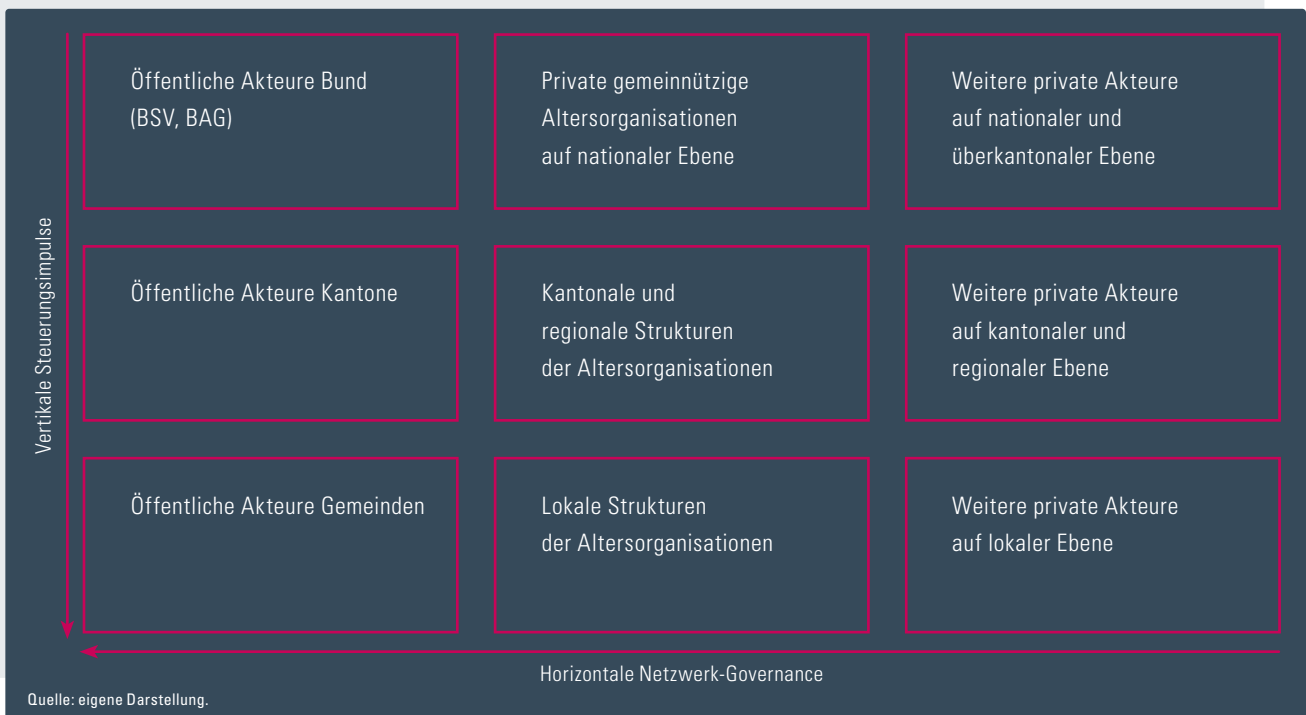 Öffentliche Akteure Bund
(BSV, BAG)
Private gemeinnützige
Altersorganisationen
auf nationaler Ebene
Weitere private Akteure
auf nationaler und
überkantonaler Ebene
Vertikale Steuerungsimpulse
Öffentliche Akteure Kantone
Kantonale und
regionale Strukturen
der Altersorganisationen
Weitere private Akteure
auf kantonaler und
regionaler Ebene
Öffentliche Akteure Gemeinden
Lokale Strukturen
der Altersorganisationen
Weitere private Akteure
auf lokaler Ebene
Horizontale Netzwerk-Governance
Quelle: eigene Darstellung.